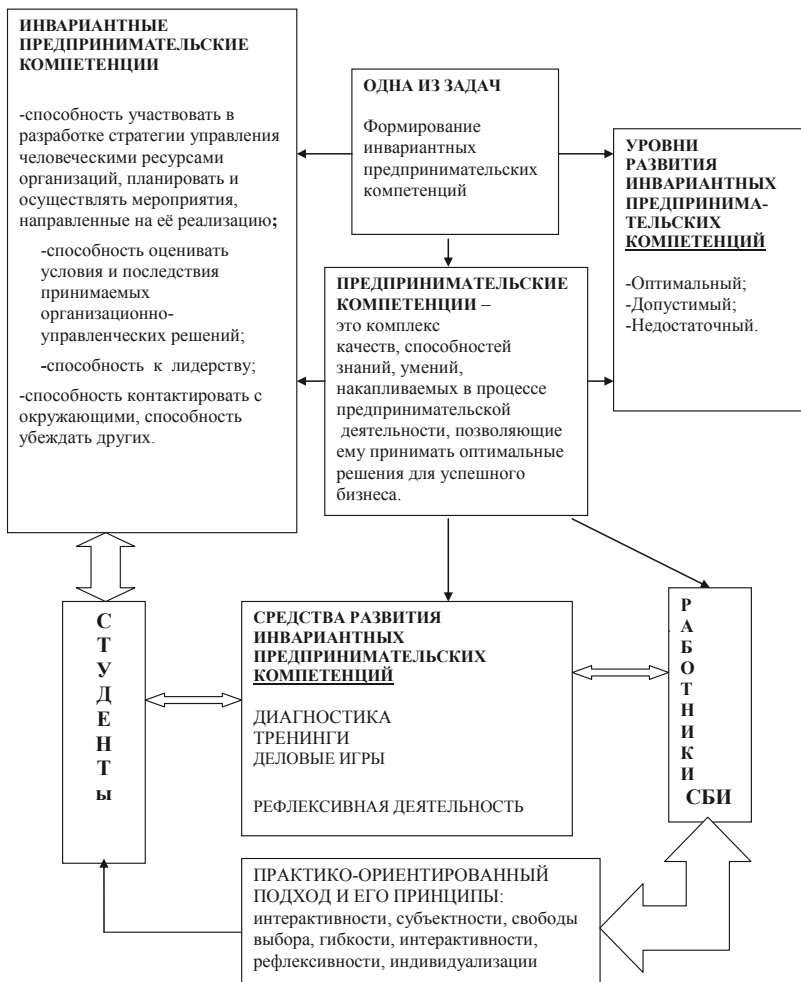 ИНВАРИАНТНЫЕ
ПРЕДПРИНИМАТЕЛЬСКИЕ
КОМПЕТЕНЦИИ
-способность участвовать в
разработке стратегии управления
человеческими ресурсами
организаций, планировать и
осуществлять мероприятия,
направленные на её реализацию;
-способность оценивать
условия и последствия
принимаемых
организационно-
управленческих решений;
-способность к лидерству;
-способность контактировать с
окружающими, способность
убеждать других.
ОДНА ИЗ ЗАДАЧ
Формирование
инвариантных
предпринимательских
компетенций
УРОВНИ
РАЗВИТИЯ
ИНВАРИАНТНЫХ
ПРЕДПРИНИМА-
ТЕЛЬСКИХ
КОМПЕТЕНЦИЙ
-Оптимальный;
-Допустимый;
-Недостаточный.
ПРЕДПРИНИМАТЕЛЬСКИЕ
КОМПЕТЕНЦИИ –
это комплекс
качеств, способностей
знаний, умений,
накапливаемых в процессе
предпринимательской
деятельности, позволяющие
ему принимать оптимальные
решения для успешного
бизнеса.
СТУДЕНТы
СРЕДСТВА РАЗВИТИЯ
ИНВАРИАНТНЫХ
ПРЕДПРИНИМАТЕЛЬСКИХ
КОМПЕТЕНЦИЙ
ДИАГНОСТИКА
ТРЕНИНГИ
ДЕЛОВЫЕ ИГРЫ
РЕФЛЕКСИВНАЯ ДЕЯТЕЛЬНОСТЬ
РАБОТНИКИ
СБИ
ПРАКТИКО-ОРИЕНТИРОВАННЫЙ
ПОДХОД И ЕГО ПРИНЦИПЫ:
интерактивности, субъектности, свободы
выбора, гибкости, интерактивности,
рефлексивности, индивидуализации